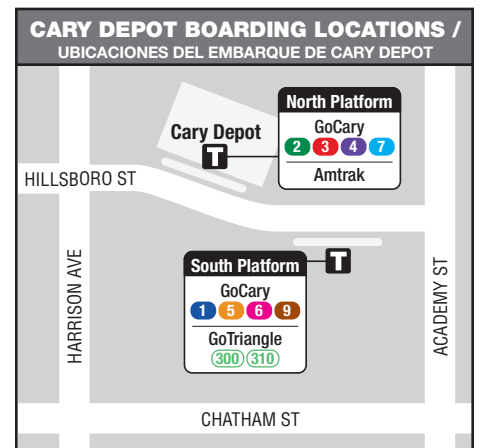 CARY DEPOT BOARDING LOCATIONS /
UBICACIONES DEL EMBARQUE DE CARY DEPOT
North Platform
GoCary
2 3 4 7
Amtrak
Cary Depot
T
HILLSBORO ST
T
South Platform
GoCary
1 5 6 9
GoTriangle
300 310
HARRISON AVE
ACADEMY ST
CHATHAM ST